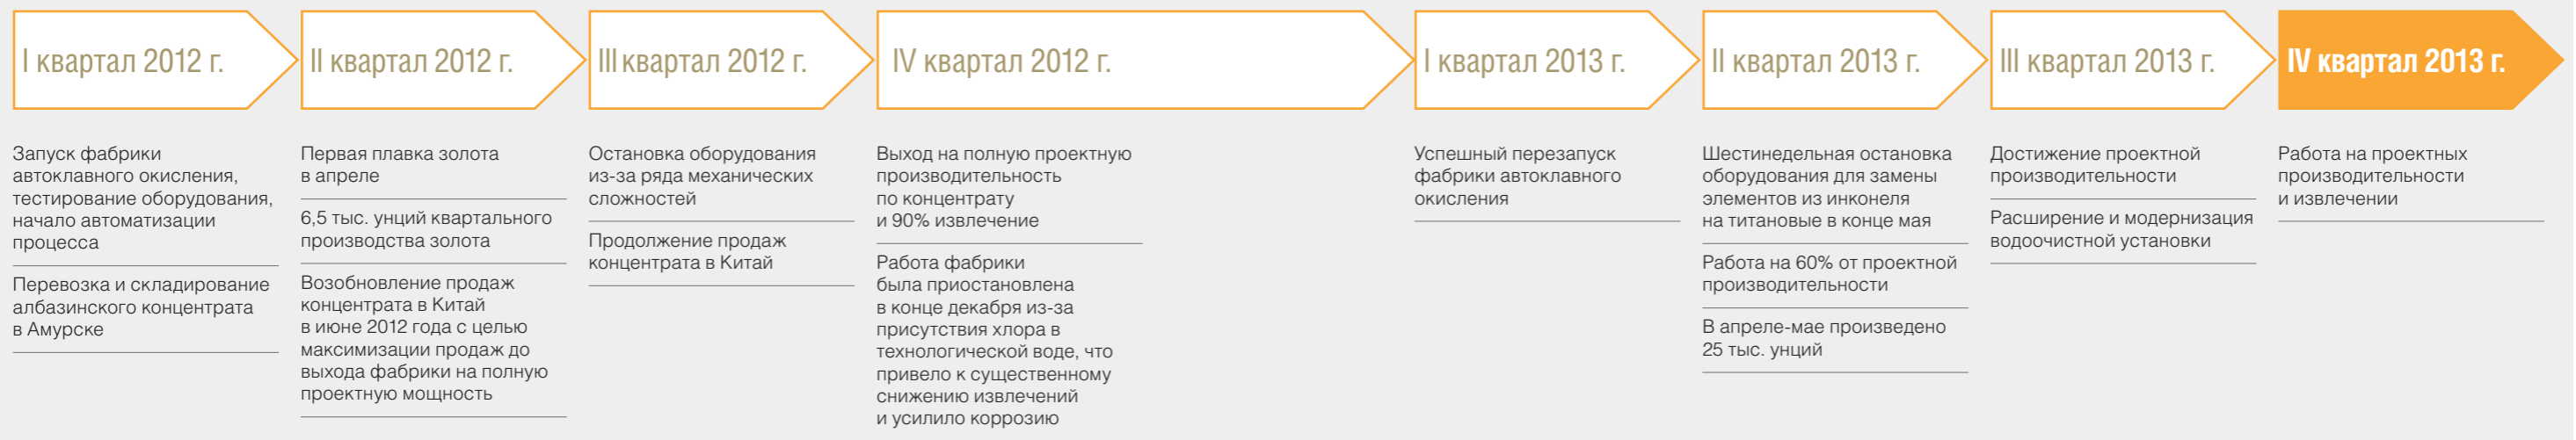 I квартал 2012 г.
Запуск фабрики
автоклавного окисления,
тестирование оборудования,
начало автоматизации
процесса
Перевозка и складирование
албазинского концентрата
в Амурске
II квартал 2012 г.
Первая плавка золота
в апреле
6,5 тыс. унций квартального
производства золота
Возобновление продаж
концентрата в Китай
в июне 2012 года с целью
максимизации продаж до
выхода фабрики на полную
проектную мощность
III квартал 2012 г.
Остановка оборудования
из-за ряда механических
сложностей
Продолжение продаж
концентрата в Китай
IV квартал 2012 г.
Выход на полную проектную
производительность
по концентрату
и 90% извлечение
Работа фабрики
была приостановлена
в конце декабря из-за
присутствия хлора в
технологической воде, что
привело к существенному
снижению извлечений
и усилило коррозию
I квартал 2013 г.
Успешный перезапуск
фабрики автоклавного
окисления
II квартал 2013 г.
Шестинедельная остановка
оборудования для замены
элементов из инконеля
на титановые в конце мая
Работа на 60% от проектной
производительности
В апреле-мае произведено
25 тыс. унций
III квартал 2013 г.
Достижение проектной
производительности
Расширение и модернизация
водоочистной установки
IV квартал 2013 г.
Работа на проектных
производительности
и извлечении